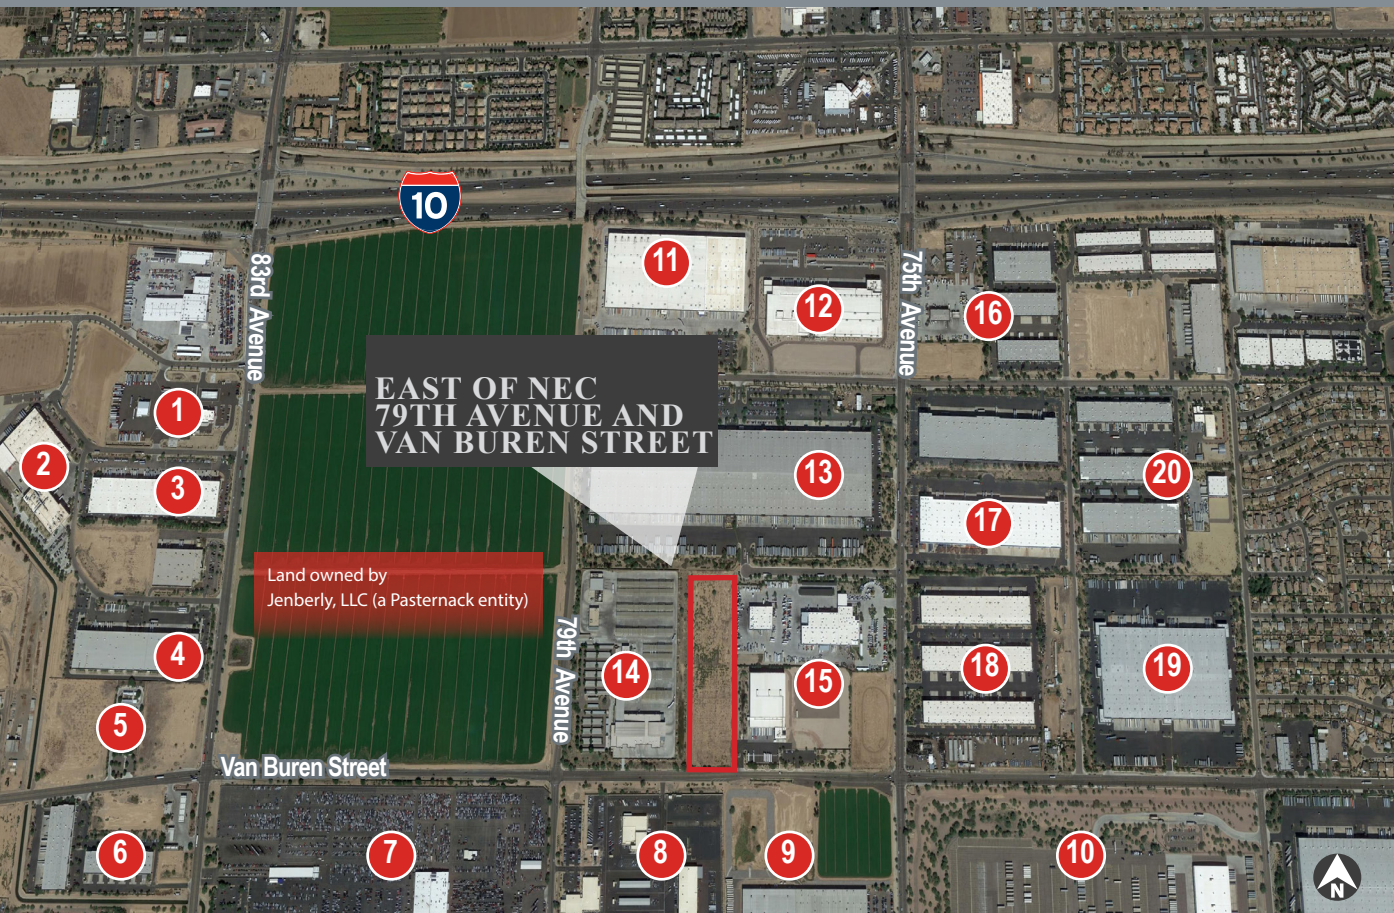 10
83rd Avenue
75th Avenue
11
12
16
EAST OF NEC
79TH AVENUE AND
VAN BUREN STREET
1
2
3
13
20
17
Land owned by
Jenberly, LLC (a Pasternack entity)
79th Avenue
4
14
15
18
19
5
Van Buren Street
6
7
8
9
10
N